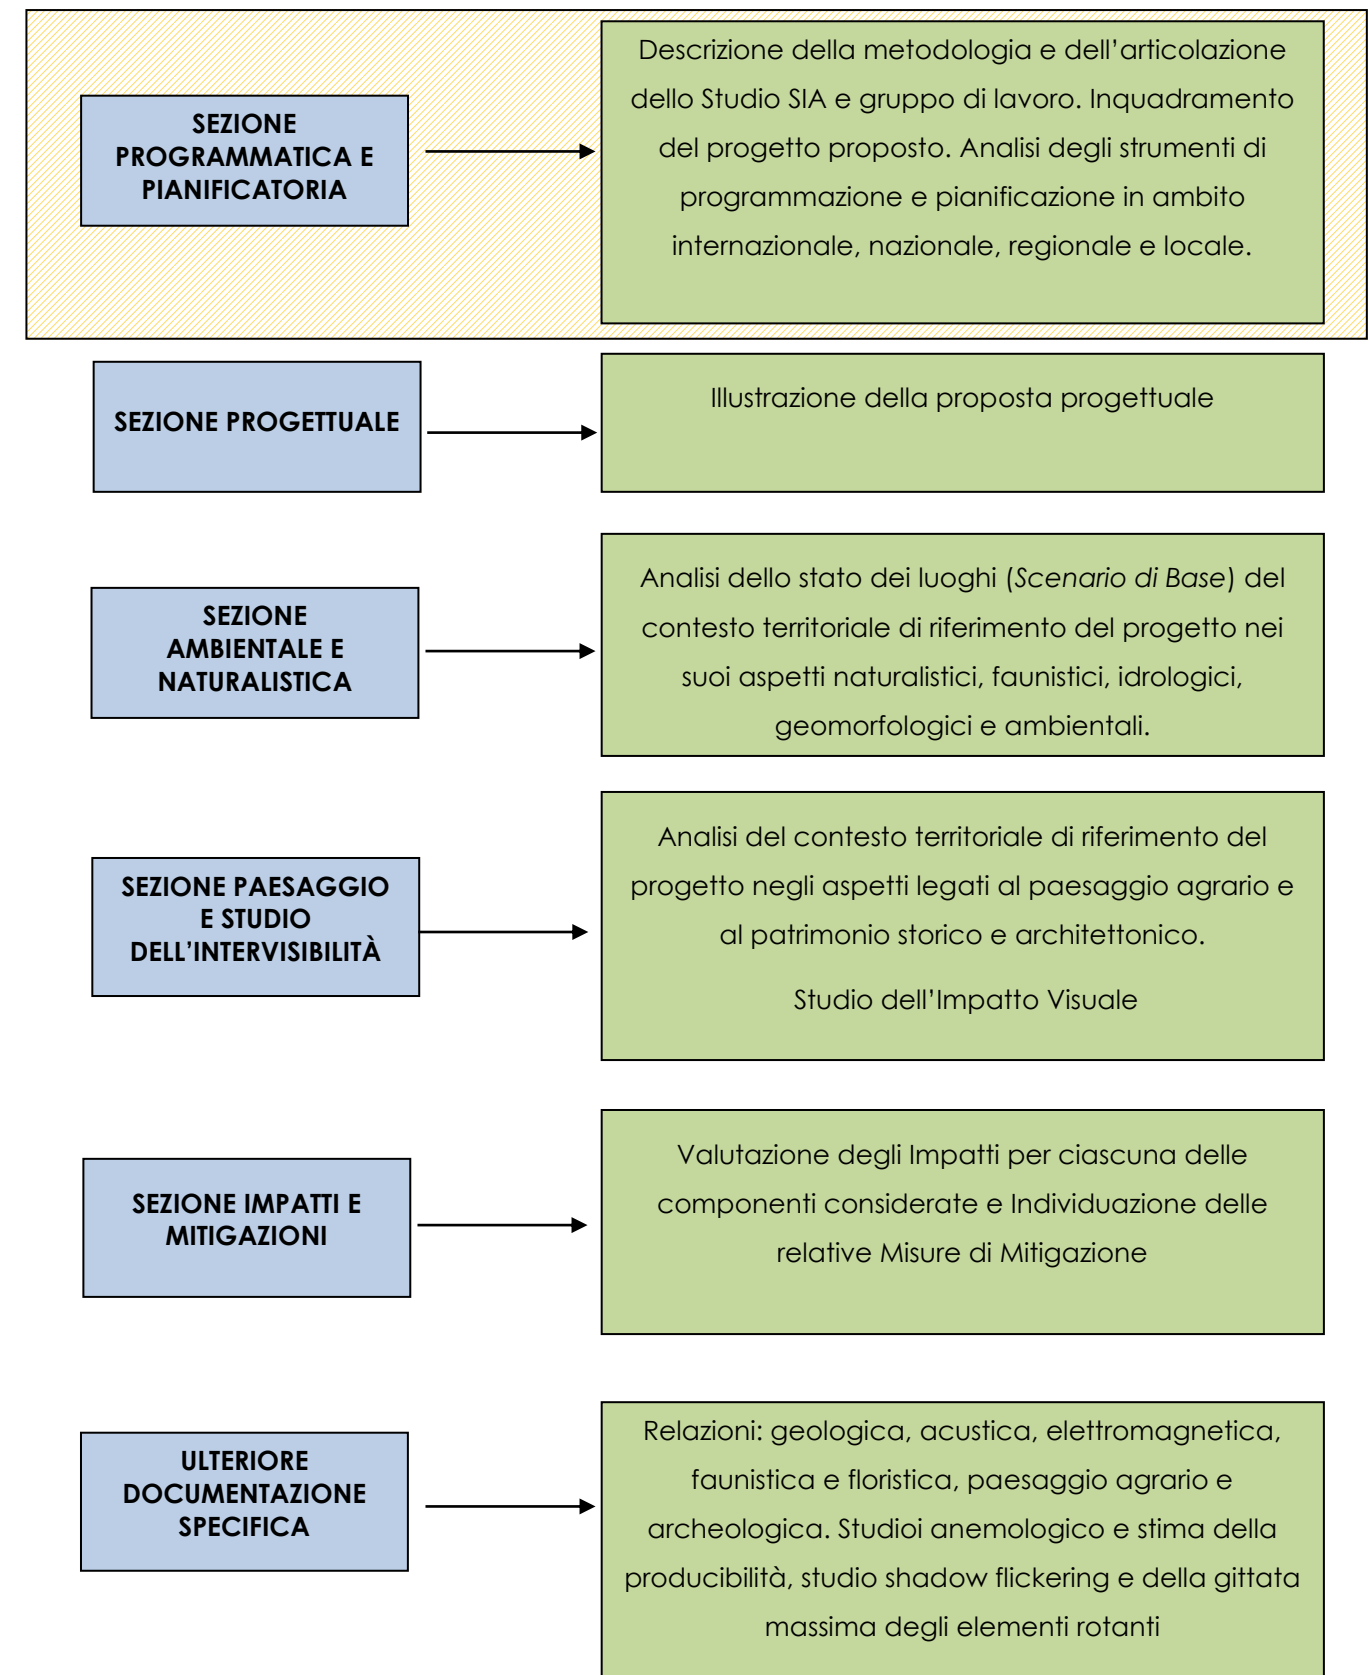 SEZIONE
PROGRAMMATICA E
PIANIFICATORIA
Descrizione della metodologia e dell’articolazione
dello Studio SIA e gruppo di lavoro. Inquadramento
del progetto proposto. Analisi degli strumenti di
programmazione e pianificazione in ambito
internazionale, nazionale, regionale e locale.
SEZIONE PROGETTUALE
Illustrazione della proposta progettuale
SEZIONE
AMBIENTALE E
NATURALISTICA
Analisi dello stato dei luoghi (Scenario di Base) del
contesto territoriale di riferimento del progetto nei
suoi aspetti naturalistici, faunistici, idrologici,
geomorfologici e ambientali.
SEZIONE PAESAGGIO
E STUDIO
DELL’INTERVISIBILITÀ
Analisi del contesto territoriale di riferimento del
progetto negli aspetti legati al paesaggio agrario e
al patrimonio storico e architettonico.
Studio dell’Impatto Visuale
SEZIONE IMPATTI E
MITIGAZIONI
Valutazione degli Impatti per ciascuna delle
componenti considerate e Individuazione delle
relative Misure di Mitigazione
ULTERIORE
DOCUMENTAZIONE
SPECIFICA
Relazioni: geologica, acustica, elettromagnetica,
faunistica e floristica, paesaggio agrario e
archeologica. Studioi anemologico e stima della
producibilità, studio shadow flickering e della gittata
massima degli elementi rotanti